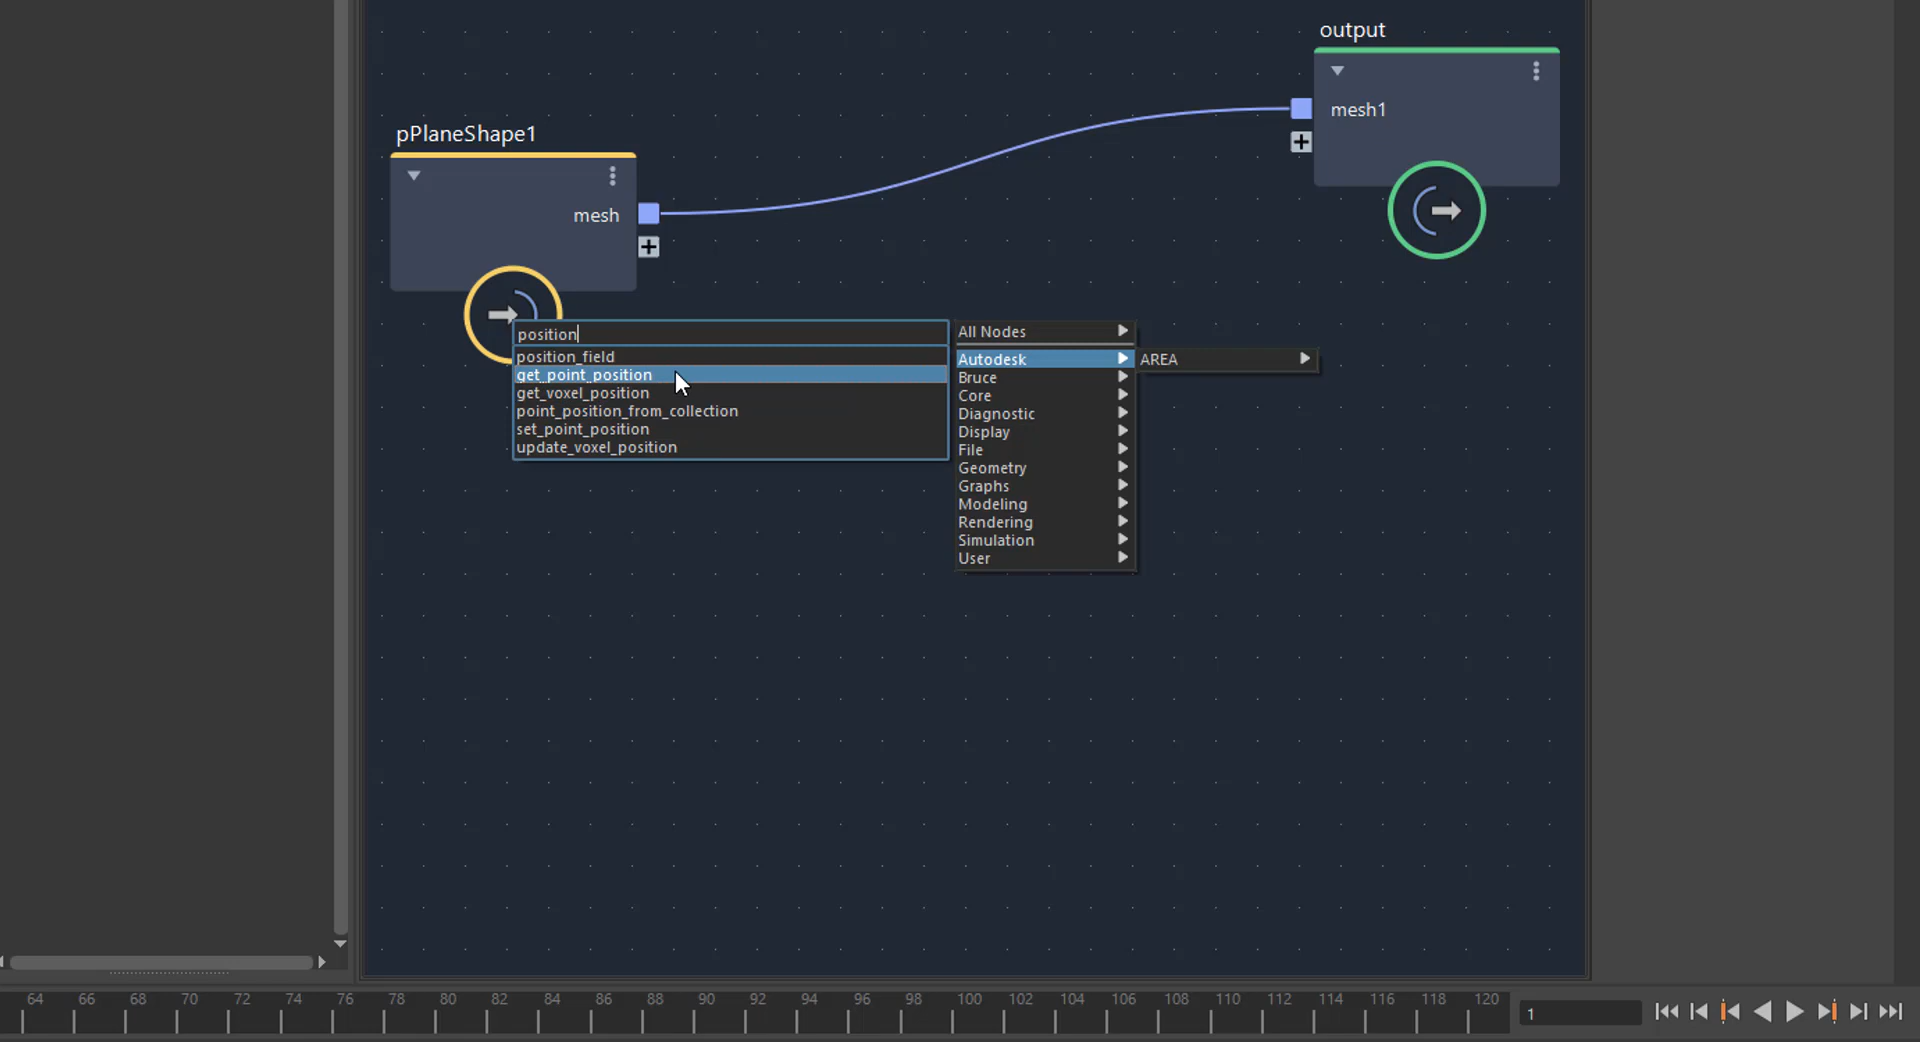 output
mesh1
pPlaneShape1
mesh
position
position_field
get_point_position
get_voxel_position
point_position_from_collection
set_point_position
update_voxel_position
All Nodes
Autodesk
Bruce
Core
Diagnostic
Display
File
Geometry
Graphs
Modeling
Rendering
Simulation
User
AREA
64 66 68 70 72 74 76 78 80 82 84 86 88 90 92 94 96 98 100 102 104 106 108 110 112 114 116 118 120
1